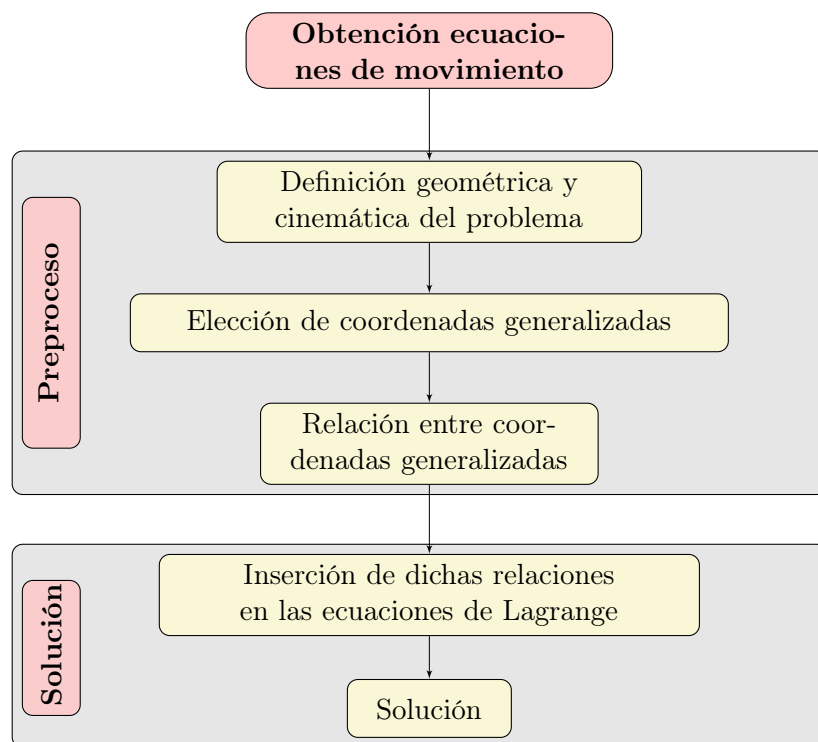 Obtención ecuacio-
nes de movimiento
Preproceso
Definición geométrica y
cinemática del problema
Elección de coordenadas generalizadas
Relación entre coor-
denadas generalizadas
Solución
Inserción de dichas relaciones
en las ecuaciones de Lagrange
Solución